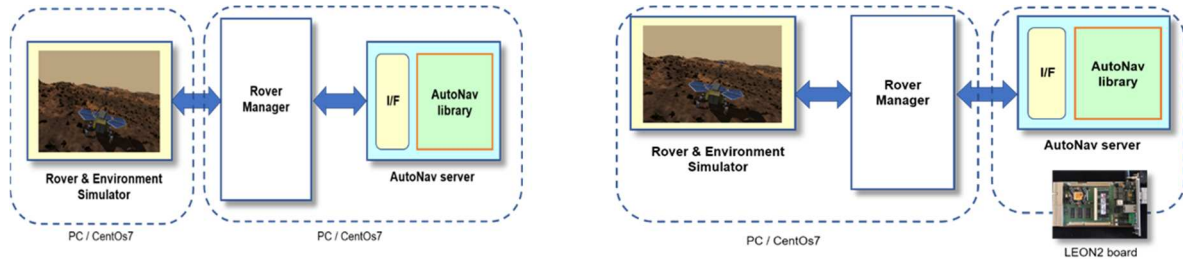 Rover
Manager
I/F
AutoNav
library
Rover & Environment
Simulator
AutoNav server
PC / CentOs7
PC / CentOs7
Rover
Manager
I/F
AutoNav
library
Rover & Environment
Simulator
AutoNav server
PC / CentOs7
LEON2 board